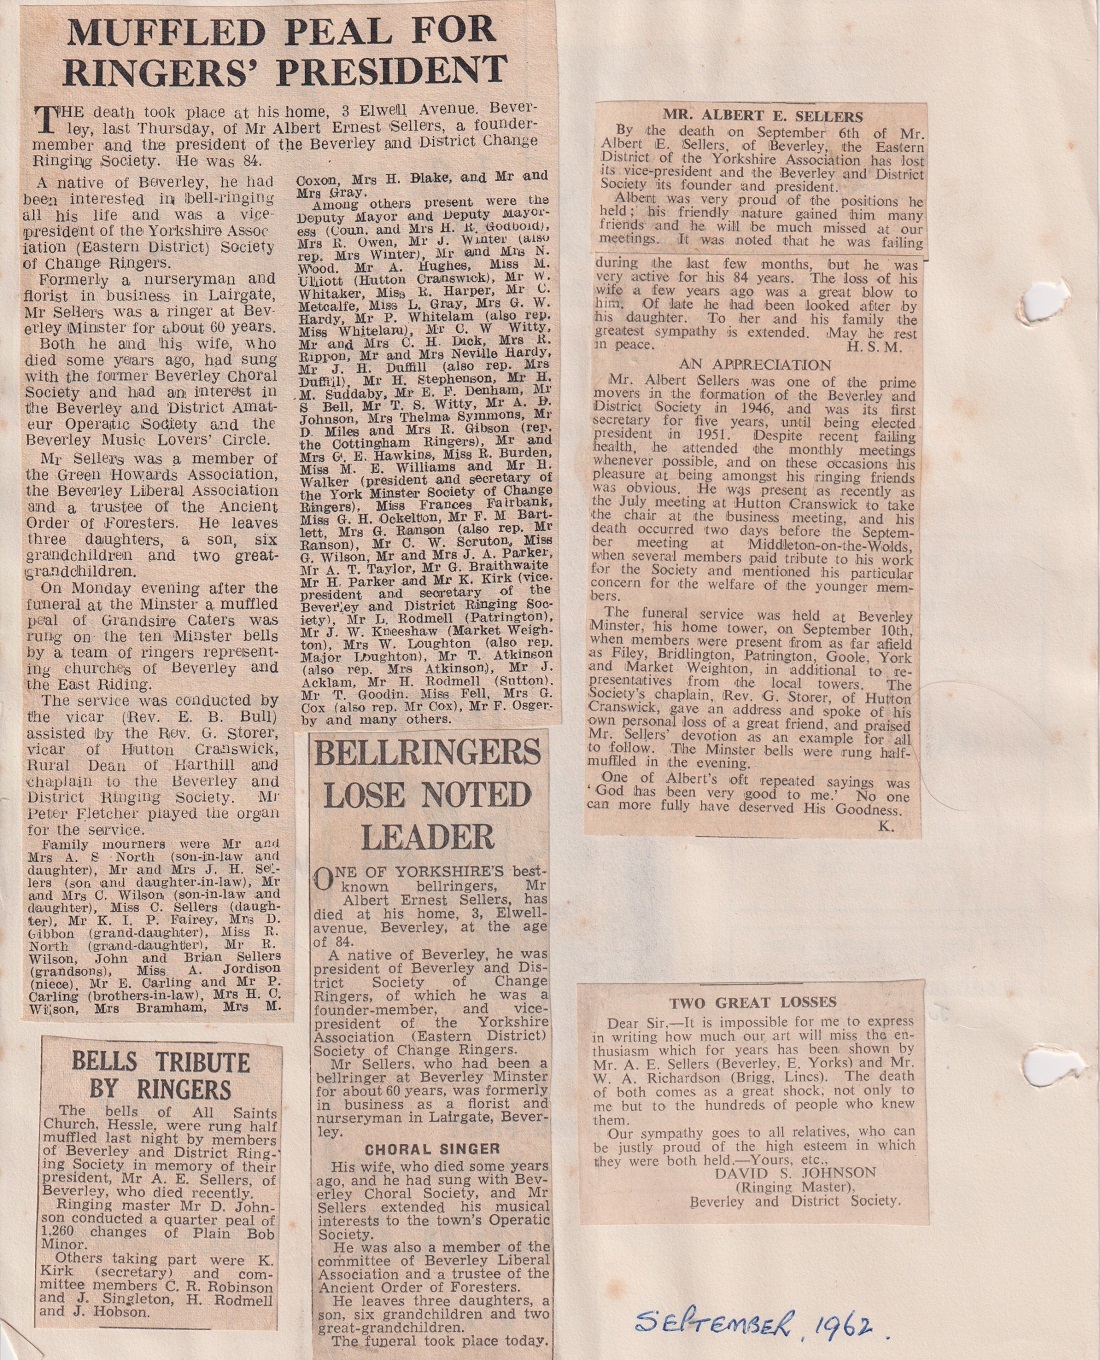 MUFFLED PEAL FOR
RINGERS' PRESIDENT
THE death took place at his home, 3 Elwell Avenue. Bever-
ley, last Thursday, of Mr Albert Ernest Sellers, a founder-
member and the president of the Beverley and District Change
Ringing Society. He was 84.
A native of Beverley, he had
been interested in bell-ringing
all his life and was a vice-
president of the Yorkshire Assoc
iation (Eastern District) Society
of Change Ringers.
Formerly a nurseryman and
florist in business in Lairgate,
Mr Sellers was a ringer at Bev-
erley Minster for about 60 years.
Both he and his wife, who
died some years ago, had sung
with the former Beverley Choral
Society and had an interest in
the Beverley and District Amat-
eur Operatic Society and the
Beverley Music Lovers' Circle.
Mr Sellers was a member of
the Green Howards Association,
the Beverley Liberal Association
and a trustee of the Ancient
Order of Foresters. He leaves
three daughters, a son, six
grandchildren and two great-
grandchildren.
On Monday evening after the
funeral at the Minster a muffled
peal of Grandsire Caters was
rung on the ten Minster bells
by a team of ringers represent-
ing churches of Beverley and
the East Riding.
The service was conducted by
the vicar (Rev. E. B. Bull)
assisted by the Rev. G. Storer,
vicar of Hutton Cranswick,
Rural Dean of Harthill and
chaplain to the Beverley and
District Ringing Society. Mr
Peter Fletcher played the organ
for the service.
Family mourners were Mr and
Mrs A. S North (son-in-law and
daughter), Mr and Mrs J. H. Sel-
lers (son and daughter-in-law), Mr
and Mrs C. Wilson (son-in-law and
daughter), Miss C. Sellers (daugh-
ter), Mr K. I. P. Fairey, Mrs D.
Gibbon (grand-daughter), Miss R.
North (grand-daughter), Mr R.
Wilson, John and Brian Sellers
(grandsons), Miss A. Jordison
(niece), Mr E. Carling and Mr P.
Carling (brothers-in-law), Mrs H. C.
Wilson, Mrs Bramham, Mrs M.
Coxon, Mrs H. Blake, and Mr and
Mrs Gray.
Among others present were the
Deputy Mayor and Deputy Mayor-
ess (Coun. and Mrs H. R. Godbold),
Mrs R. Owen, Mr J. Winter (also
rep. Mrs Winter), Mr and Mrs N.
Wood. Mr A. Hughes, Miss M.
Ulliott (Hutton Cranswick), Mr W.
Whitaker, Miss R. Harper, Mr C.
Metcalfe, Miss L. Gray, Mrs G. W.
Hardy, Mr P. Whitelam (also rep.
Miss Whitelam), Mr C. W Witty,
Mr and Mrs C. H. Dick, Mrs R.
Rippon, Mr and Mrs Neville Hardy,
Mr J. H. Duffill (also rep. Mrs
Duffill), Mr H. Stephenson, Mr H.
M. Suddaby, Mr E. F. Denham, Mr
S Bell, Mr T. S. Witty, Mr A. D.
Johnson, Mrs Thelma Symmons, Mr
D. Miles and Mrs R. Gibson (rep.
the Cottingham Ringers), Mr and
Mrs G. E. Hawkins, Miss R. Burden,
Miss M. E. Williams and Mr H.
Walker (president and secretary of
the York Minster Society of Change
Ringers), Miss Frances Fairbank,
Miss G. H. Ockelton, Mr F. M Bart-
lett, Mrs G. Ranson (also rep. Mr
Ranson), Mr C. W. Scruton, Miss
G. Wilson, Mr and Mrs J. A. Parker,
Mr A. T. Taylor, Mr G. Braithwaite
Mr H. Parker and Mr K. Kirk (vice-
president and secretary of the
Beverley and District Ringing Soc-
iety), Mr L. Rodmell (Patrington),
Mr J. W. Kneeshaw (Market Weigh-
ton), Mrs W. Loughton (also rep.
Major Loughton), Mr T. Atkinson
(also rep. Mrs Atkinson), Mr J.
Acklam, Mr H. Rodmell (Sutton).
Mr T. Goodin. Miss Fell, Mrs G.
Cox (also rep. Mr Cox), Mr F. Osger-
by and many others.
BELLS TRIBUTE
BY RINGERS
The bells of All Saints
Church, Hessle, were rung half
muffled last night by members
of Beverley and District Ring-
ing Society in memory of their
president, Mr A. E. Sellers, of
Beverley, who died recently.
Ringing master Mr D. John-
son conducted a quarter peal of
1,260 changes of Plain Bob
Minor.
Others taking part were K.
Kirk (secretary) and com-
mittee members C. R. Robinson
and J. Singleton, H. Rodmell
and J. Hobson.
BELLRINGERS
LOSE NOTED
LEADER
ONE OF YORKSHIRE'S best-
known bellringers, Mr
Albert Ernest Sellers, has
died at his home, 3, Elwell-
avenue, Beverley, at the age
of 84.
A native of Beverley, he was
president of Beverley and Dis-
trict Society of Change
Ringers, of which he was a
founder-member, and vice-
president of the Yorkshire
Association (Eastern District)
Society of Change Ringers.
Mr Sellers, who had been a
bellringer at Beverley Minster
for about 60 years, was formerly
in business as a florist and
nurseryman in Lairgate, Bever-
ley.
CHORAL SINGER
His wife, who died some years
ago, and he had sung with Bev-
erley Choral Society, and Mr
Sellers extended his musical
interests to the town's Operatic
Society.
He was also a member of the
committee of Beverley Liberal
Association and a trustee of the
Ancient Order of Foresters.
He leaves three daughters, a
son, six grandchildren and two
great-grandchildren.
The funeral took place today.
MR. ALBERT E. SELLERS
By the death on September 6th of Mr.
Albert E. Sellers, of Beverley, the Eastern
District of the Yorkshire Association has lost
its vice-president and the Beverley and District
Society its founder and president.
Albert was very proud of the positions he
held; his friendly nature gained him many
friends and he will be much missed at our
meetings. It was noted that he was failing
during the last few months, but he was
very active for his 84 years. The loss of his
wife a few years ago was a great blow to
him. Of late he had been looked after by
his daughter. To her and his family the
greatest sympathy is extended. May he rest
in peace. H. S. M.
AN APPRECIATION
Mr. Albert Sellers was one of the prime
movers in the formation of the Beverley and
District Society in 1946, and was its first
secretary for five years, until being elected
president in 1951. Despite recent failing
health, he attended the monthly meetings
whenever possible, and on these occasions his
pleasure at being amongst his ringing friends
was obvious. He was present as recently as
the July meeting at Hutton Cranswick to take
the chair at the business meeting, and his
death occurred two days before the Septem-
ber meeting at Middleton-on-the-Wolds,
when several members paid tribute to his work
for the Society and mentioned his particular
concern for the welfare of the younger mem-
bers.
The funeral service was held at Beverley
Minster, his home tower, on September 10th,
when members were present from as far afield
as Filey, Bridlington, Patrington, Goole, York
and Market Weighton, in additional to re-
presentatives from the local towers. The
Society's chaplain, Rev. G. Storer, of Hutton
Cranswick, gave an address and spoke of his
own personal loss of a great friend, and praised
Mr. Sellers' devotion as an example for all
to follow. The Minster bells were rung half-
muffled in the evening.
One of Albert's oft repeated sayings was
'God has been very good to me.' No one
can more fully have deserved His Goodness.
K.
TWO GREAT LOSSES
Dear Sir,—It is impossible for me to express
in writing how much our art will miss the en-
thusiasm which for years has been shown by
Mr. A. E. Sellers (Beverley, E. Yorks) and Mr.
W. A. Richardson (Brigg, Lincs). The death
of both comes as a great shock, not only to
me but to the hundreds of people who knew
them.
Our sympathy goes to all relatives, who can
be justly proud of the high esteem in which
they were both held.—Yours, etc.,
DAVID S. JOHNSON
(Ringing Master).
Beverley and District Society.
SEPTEMBER, 1962.